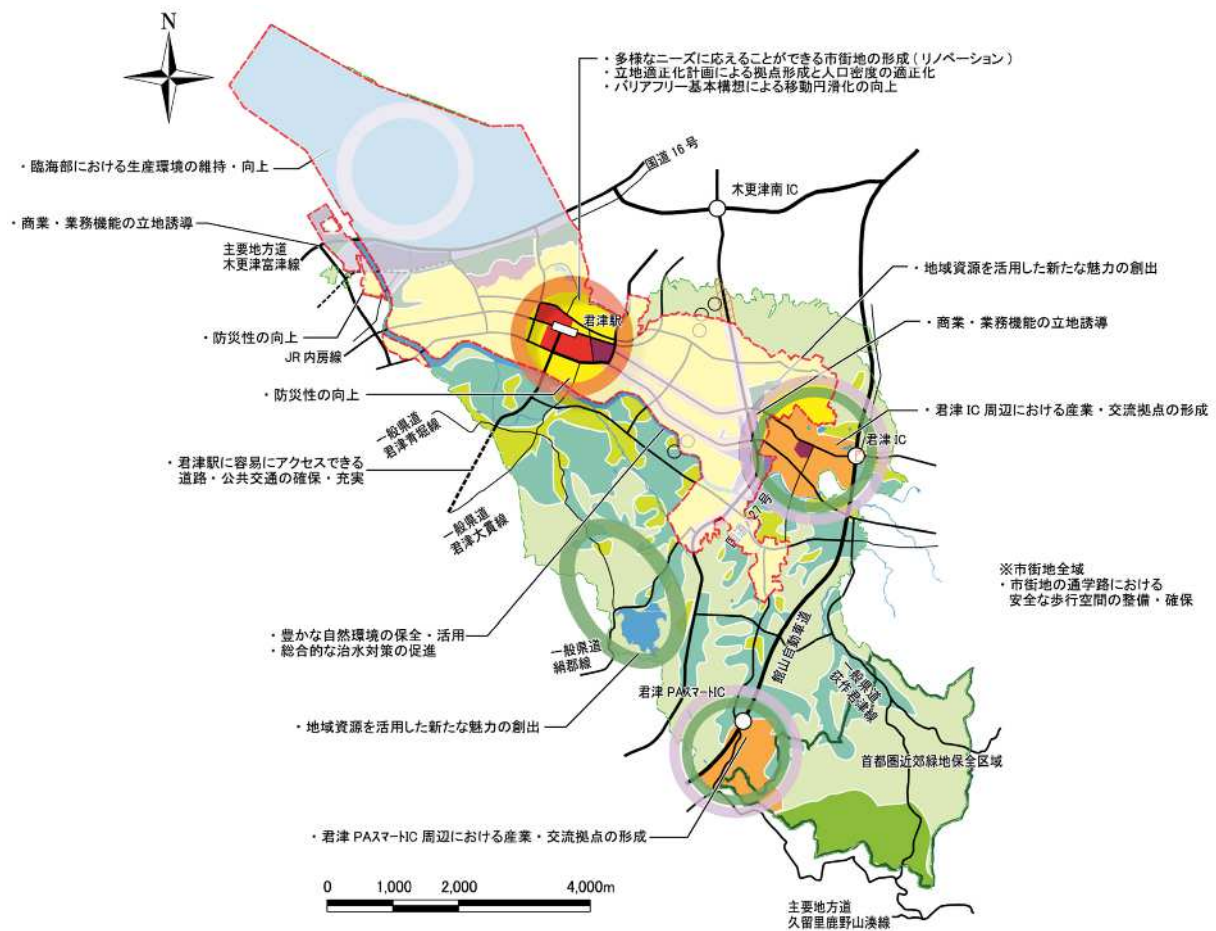 N
・多様なニーズに応えることができる市街地の形成(リノベーション)
・立地適正化計画による拠点形成と人口密度の適正化
・バリアフリー基本構想による移動円滑化の向上
国道16号
・臨海部における生産環境の維持・向上
木更津南IC
・商業・業務機能の立地誘導
主要地方道
木更津富津線
・地域資源を活用した新たな魅力の創出
君津駅
・商業・業務機能の立地誘導
・防災性の向上
JR内房線
・防災性の向上
・君津IC周辺における産業・交流拠点の形成
一般県道
君津青堀線
君津IC
・君津駅に容易にアクセスできる
道路・公共交通の確保・充実
一般県道
君津大貫線
※市街地全域
・市街地の通学路における
安全な歩行空間の整備・確保
・豊かな自然環境の保全・活用
・総合的な治水対策の促進
館山自動車道
一般県道
絹郡線
一般県道
荻作君津線
君津PAスマートIC
・地域資源を活用した新たな魅力の創出
首都圏近郊緑地保全区域
・君津PAスマートIC周辺における産業・交流拠点の形成
0 1,000 2,000 4,000m
主要地方道
久留里鹿野山湊線